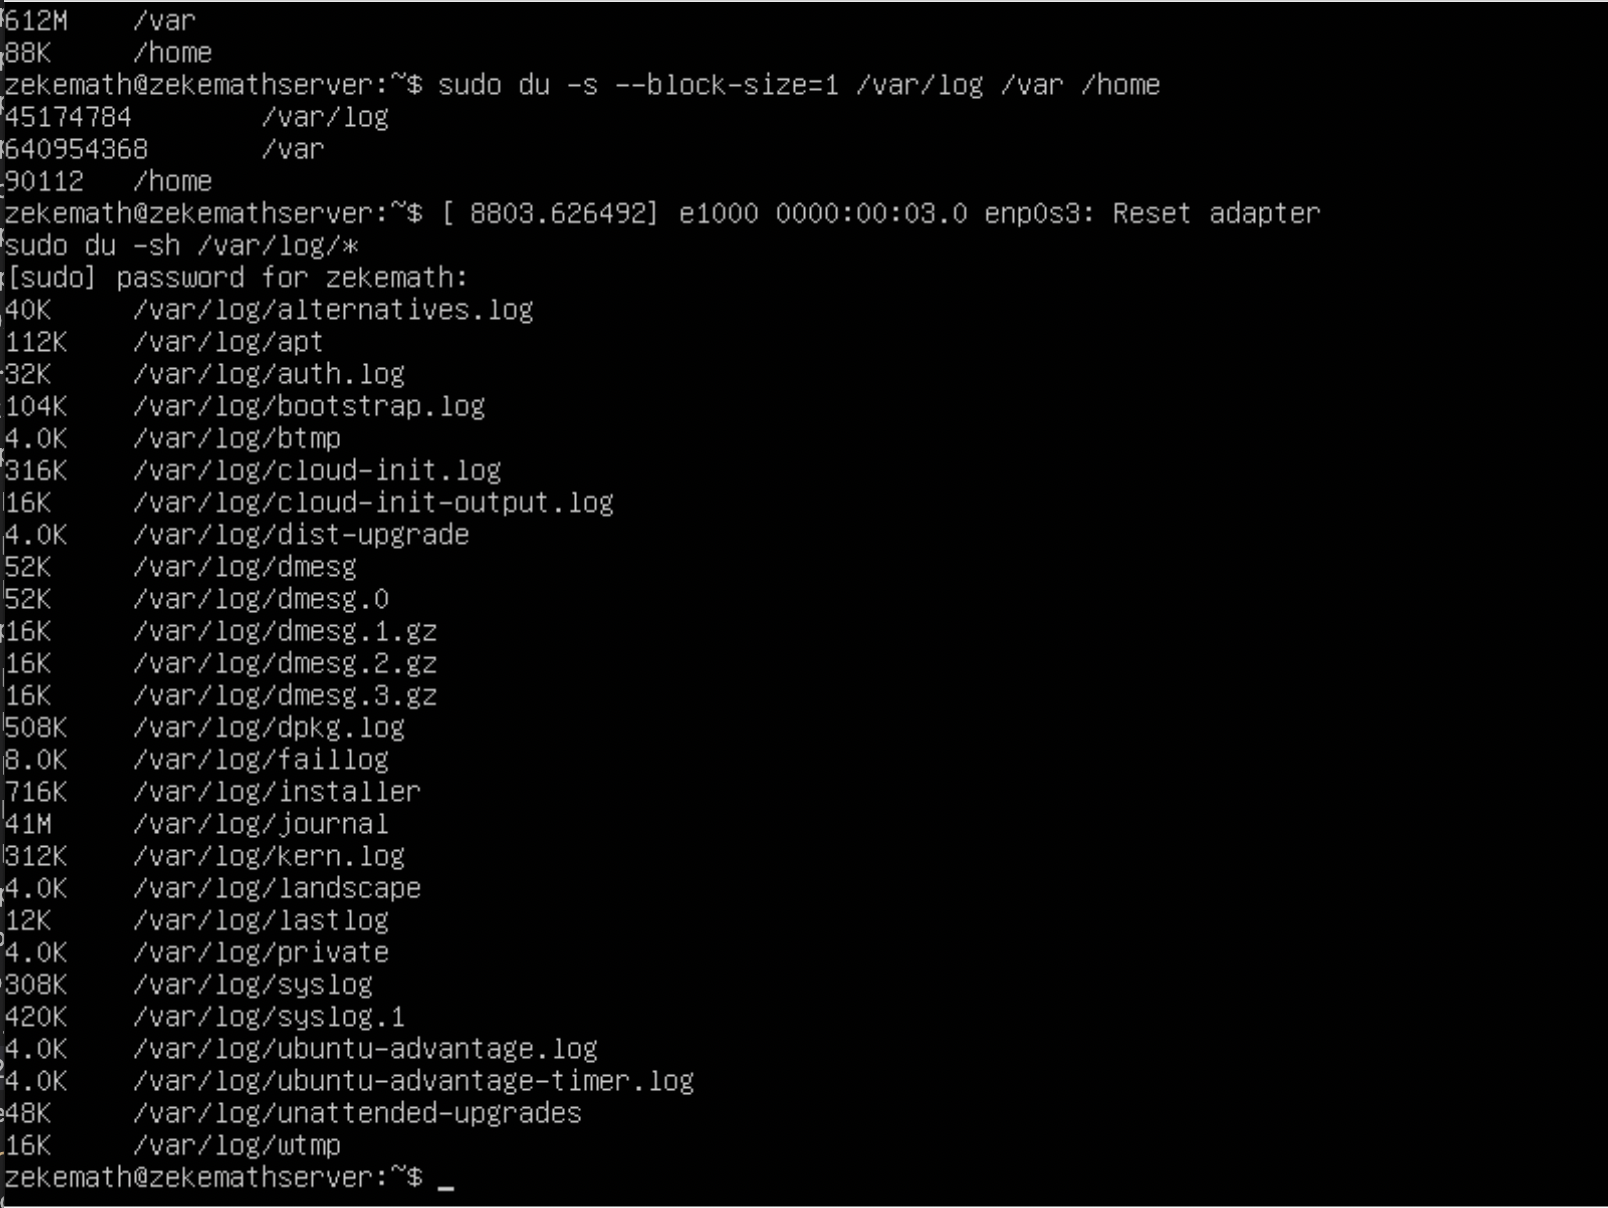 612M /var
88K /home
zekemath@zekemathserver:~$ sudo du -s --block-size=1 /var/log /var /home
45174784 /var/log
640954368 /var
90112 /home
zekemath@zekemathserver:~$ [ 8803.626492] e1000 0000:00:03.0 enp0s3: Reset adapter
sudo du -sh /var/log/*
[sudo] password for zekemath:
40K /var/log/alternatives.log
112K /var/log/apt
32K /var/log/auth.log
104K /var/log/bootstrap.log
4.0K /var/log/btmp
316K /var/log/cloud-init.log
16K /var/log/cloud-init-output.log
4.0K /var/log/dist-upgrade
52K /var/log/dmesg
52K /var/log/dmesg.0
16K /var/log/dmesg.1.gz
16K /var/log/dmesg.2.gz
16K /var/log/dmesg.3.gz
508K /var/log/dpkg.log
8.0K /var/log/faillog
716K /var/log/installer
41M /var/log/journal
312K /var/log/kern.log
4.0K /var/log/landscape
12K /var/log/lastlog
4.0K /var/log/private
308K /var/log/syslog
420K /var/log/syslog.1
4.0K /var/log/ubuntu-advantage.log
4.0K /var/log/ubuntu-advantage-timer.log
48K /var/log/unattended-upgrades
16K /var/log/wtmp
zekemath@zekemathserver:~$ _